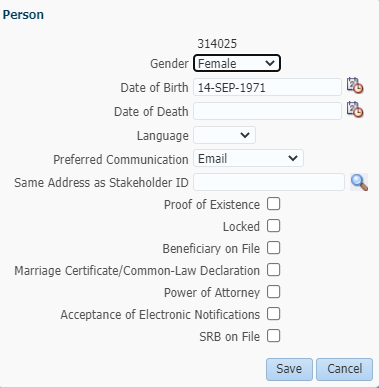 Person
314025
Gender Female
Date of Birth 14-SEP-1971
Date of Death
Language
Preferred Communication Email
Same Address as Stakeholder ID
Proof of Existence
Locked
Beneficiary on File
Marriage Certificate/Common-Law Declaration
Power of Attorney
Acceptance of Electronic Notifications
SRB on File
Save Cancel